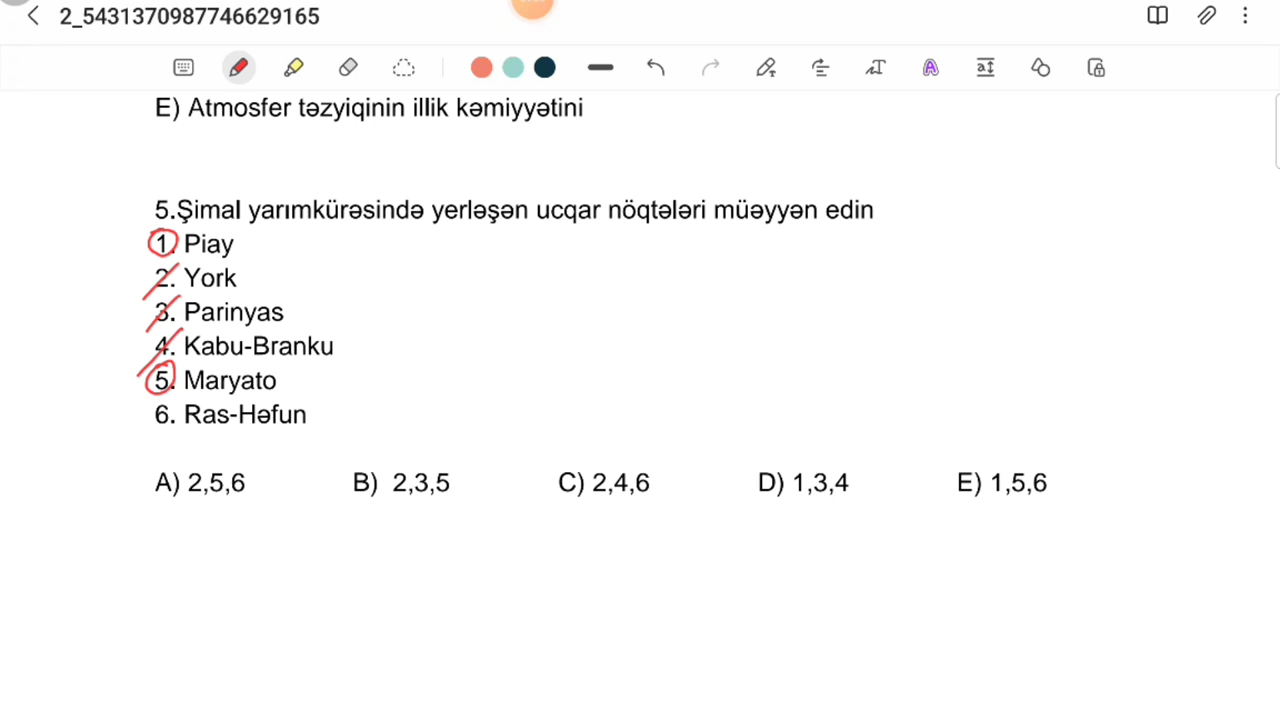 2_5431370987746629165
E) Atmosfer təzyiqinin illik kəmiyyətini
5.Şimal yarımkürəsində yerləşən ucqar nöqtələri müəyyən edin
1. Piay
2. York
3. Parinyas
4. Kabu-Branku
5. Maryato
6. Ras-Həfun
A) 2,5,6 B) 2,3,5 C) 2,4,6 D) 1,3,4 E) 1,5,6